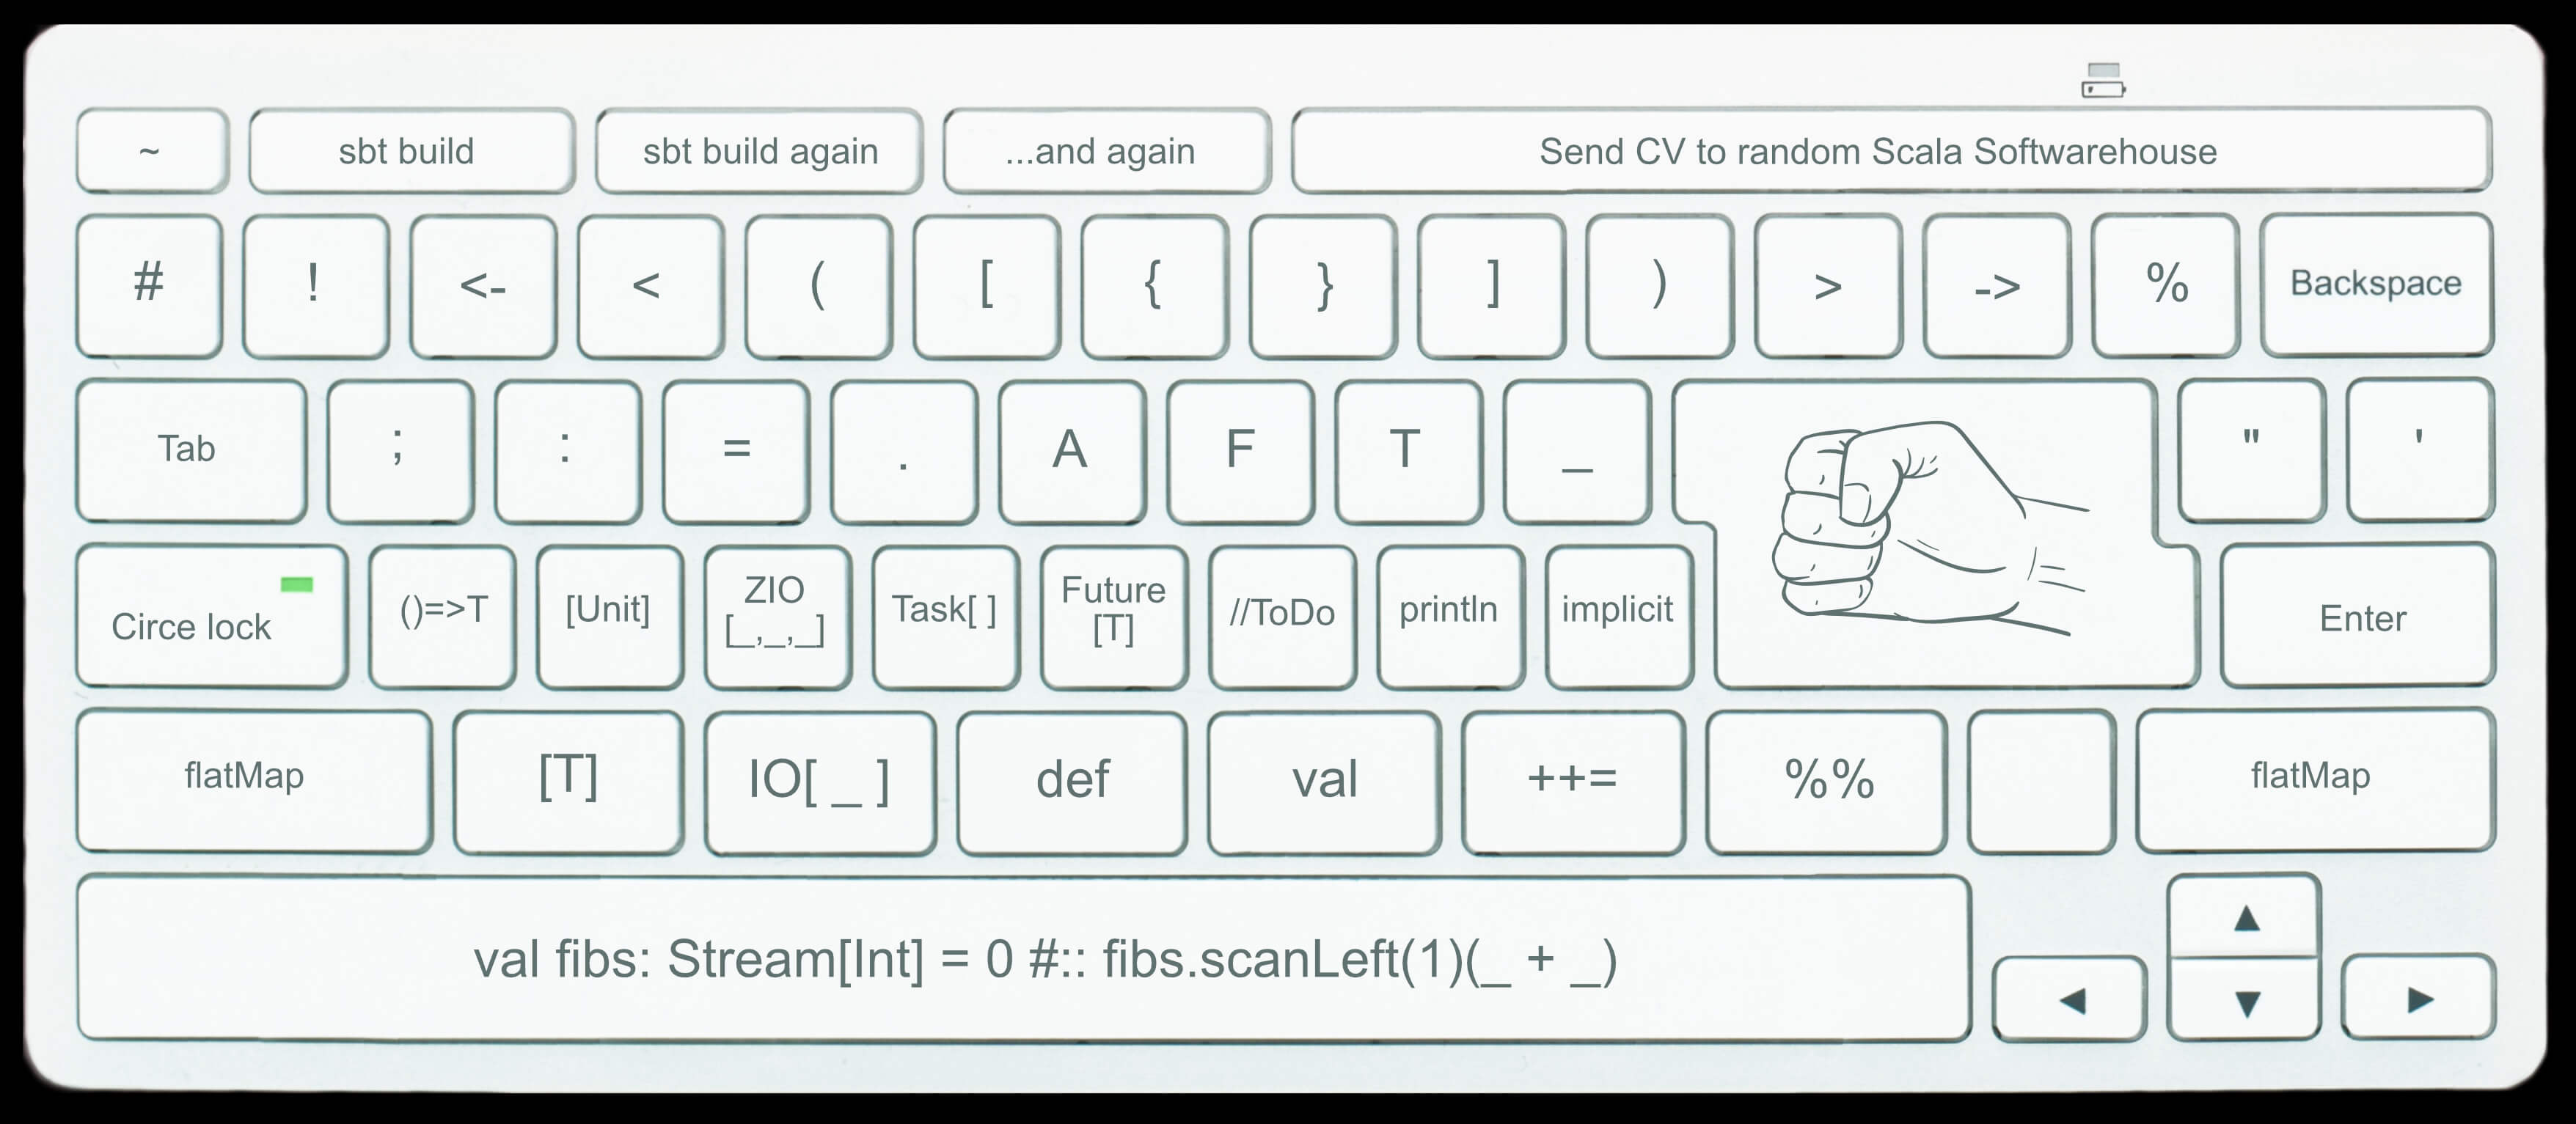 ~ sbt build sbt build again ...and again Send CV to random Scala Softwarehouse
# ! <- < ( [ { } ] ) > -> % Backspace
Tab ; : = . A F T _ " '
Circe lock ()=>T [Unit] ZIO [_,_,_] Task[ ] Future [T] //ToDo println implicit Enter
flatMap [T] IO[ _ ] def val ++= %% flatMap
val fibs: Stream[Int] = 0 #:: fibs.scanLeft(1)(_ + _) ◄ ▲ ▼ ►